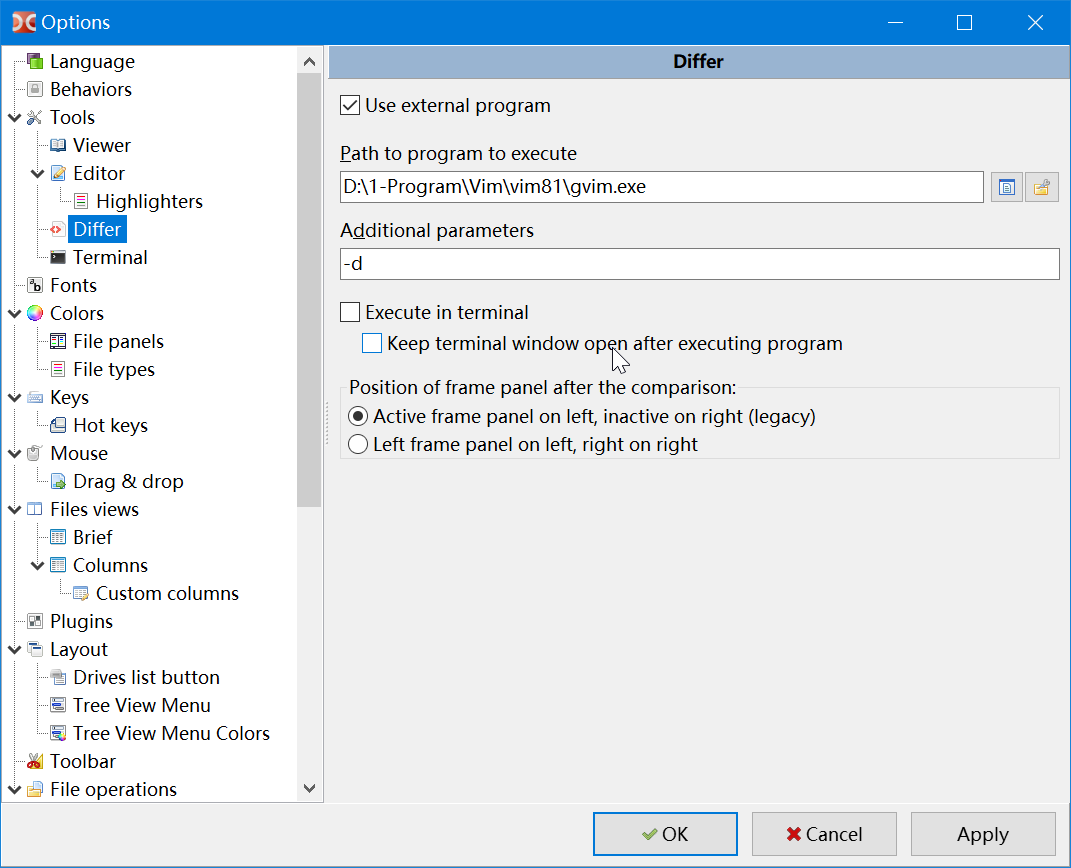 Options
Language
Behaviors
Tools
Viewer
Editor
Highlighters
Differ
Terminal
Fonts
Colors
File panels
File types
Keys
Hot keys
Mouse
Drag & drop
Files views
Brief
Columns
Custom columns
Plugins
Layout
Drives list button
Tree View Menu
Tree View Menu Colors
Toolbar
File operations
Differ
Use external program
Path to program to execute
D:\1-Program\Vim\vim81\gvim.exe
Additional parameters
-d
Execute in terminal
Keep terminal window open after executing program
Position of frame panel after the comparison:
Active frame panel on left, inactive on right (legacy)
Left frame panel on left, right on right
OK
Cancel
Apply